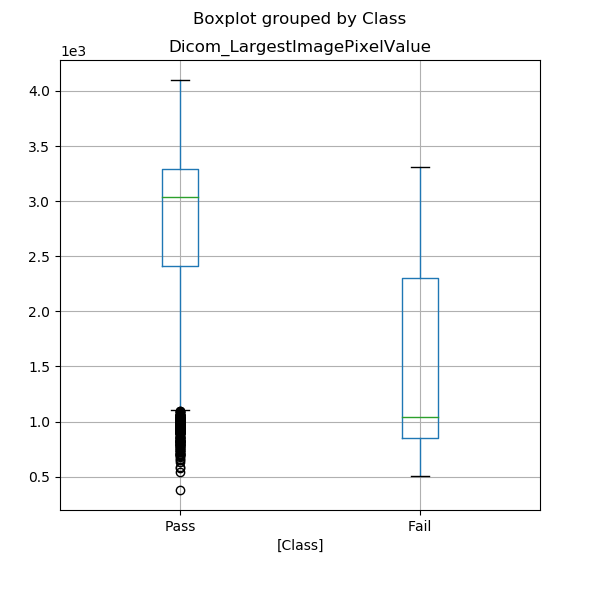 Boxplot grouped by Class
Dicom_LargestImagePixelValue
1e3
4.0
3.5
3.0
2.5
2.0
1.5
1.0
0.5
Pass Fail
[Class]